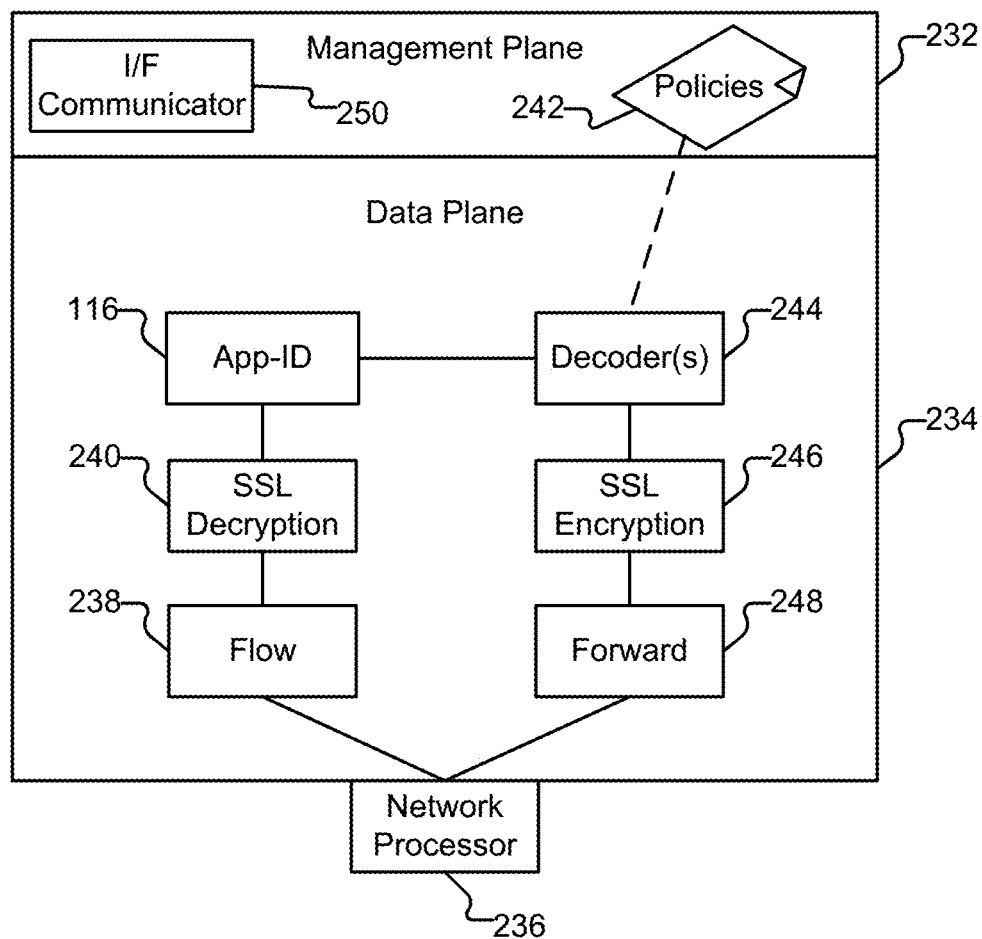 Management Plane
232
I/F
Communicator
250
Policies
242
Data Plane
116
App-ID
Decoder(s)
244
234
240
SSL
Decryption
SSL
Encryption
246
238
Flow
Forward
248
Network
Processor
236